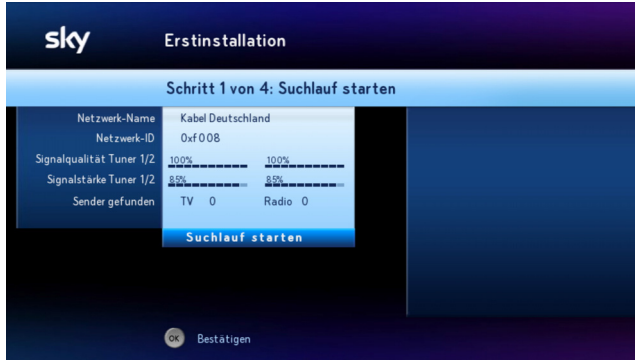 sky Erstinstallation
Schritt 1 von 4: Suchlauf starten
Netzwerk-Name Kabel Deutschland
Netzwerk-ID 0xf008
Signalqualität Tuner 1/2 100% 100%
Signalstärke Tuner 1/2 85% 85%
Sender gefunden TV 0 Radio 0
Suchlauf starten
OK Bestätigen